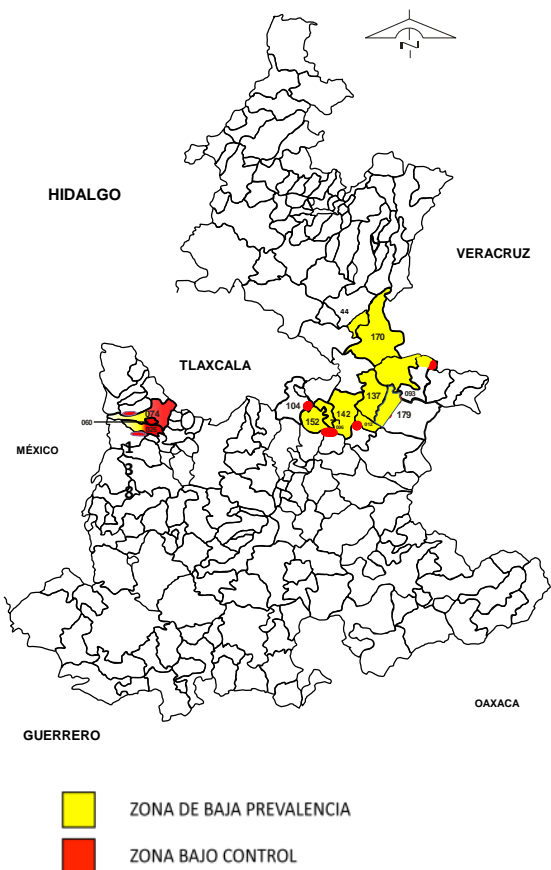 N
HIDALGO
VERACRUZ
44
170
TLAXCALA
093
137
104
142
179
152
074
060
MÉXICO
1
3
8
OAXACA
GUERRERO
ZONA DE BAJA PREVALENCIA
ZONA BAJO CONTROL